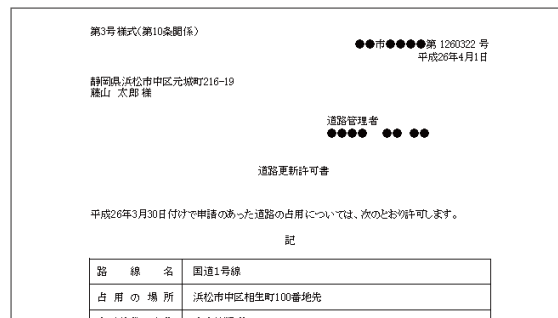 第3号様式(第10条関係)
●●市●●●●第 1260322 号
平成26年4月1日
静岡県浜松市中区元城町216-19
藤山 太郎 様
道路管理者
●●●● ●● ●●
道路更新許可書
平成26年3月30日付けで申請のあった道路の占用については、次のとおり許可します。
記
路 線 名 国道1号線
占 用 の 場 所 浜松市中区相生町100番地先